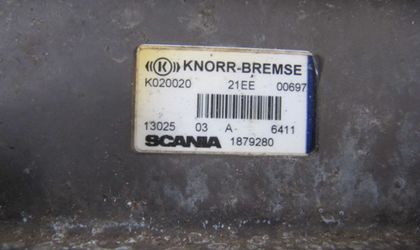 KNORR-BREMSE
K020020 21EE 00697
13025 03 A 6411
SCANIA 1879280